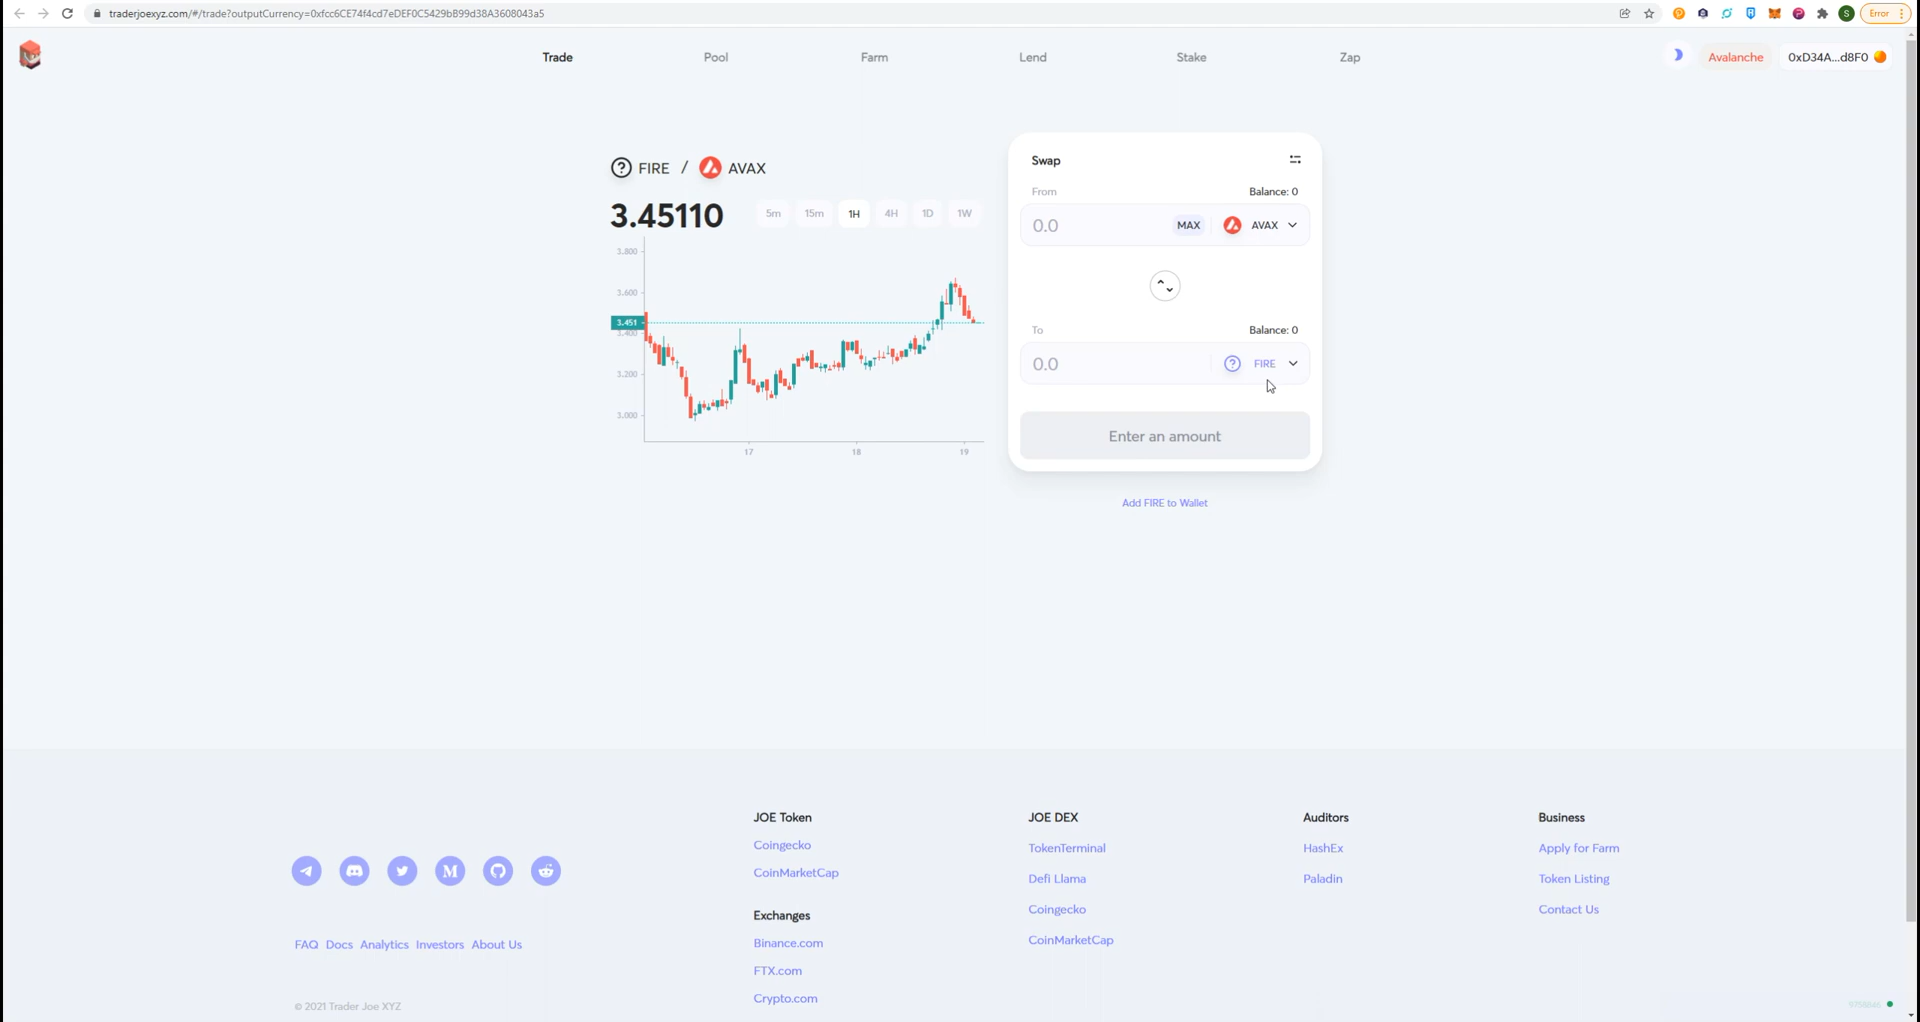 traderjoexyz.com/#/trade?outputCurrency=0xfcc6CE74f4cd7eDEF0C5429bB99d38A3608043a5
S
Error
Trade
Pool
Farm
Lend
Stake
Zap
Avalanche
0xD34A...d8F0
FIRE / AVAX
3.45110
5m
15m
1H
4H
1D
1W
3.800
3.600
3.451
3.400
3.200
3.000
17
18
19
Swap
From
Balance: 0
0.0
MAX
AVAX
To
Balance: 0
0.0
FIRE
Enter an amount
Add FIRE to Wallet
FAQ Docs Analytics Investors About Us
© 2021 Trader Joe XYZ
JOE Token
Coingecko
CoinMarketCap
Exchanges
Binance.com
FTX.com
Crypto.com
JOE DEX
TokenTerminal
Defi Llama
Coingecko
CoinMarketCap
Auditors
HashEx
Paladin
Business
Apply for Farm
Token Listing
Contact Us